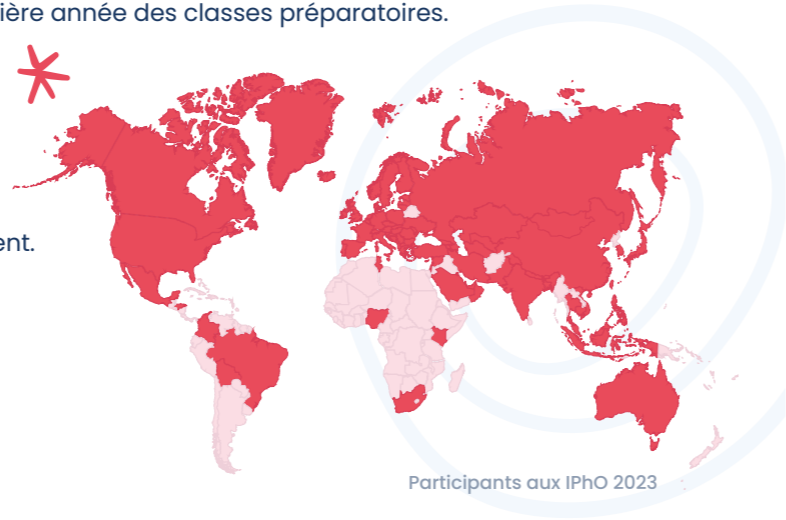 ière année des classes préparatoires.
ent.
Participants aux IPhO 2023